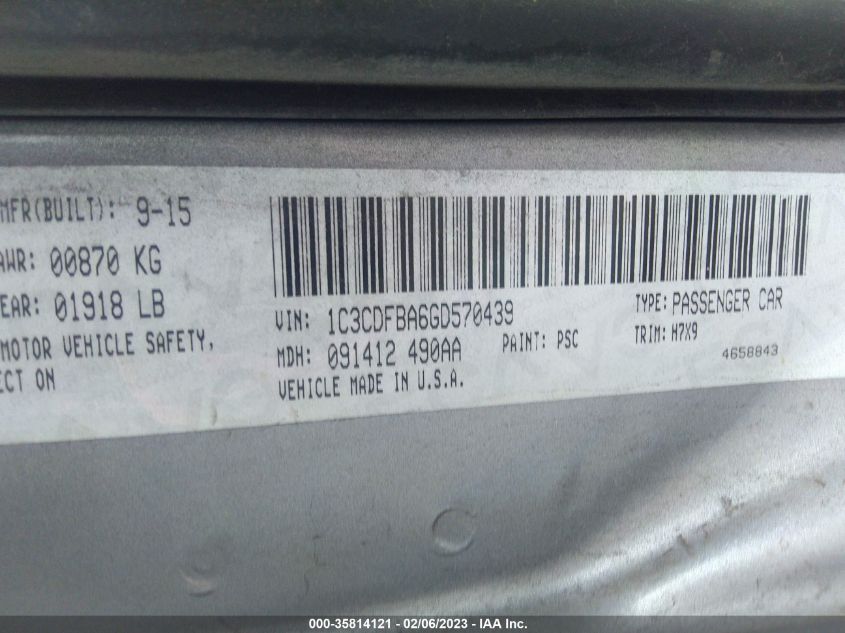 MFR(BUILT): 9-15
AWR: 00870 KG
EAR: 01918 LB
MOTOR VEHICLE SAFETY,
ECT ON
VIN: 1C3CDFBA6GD570439
TYPE: PASSENGER CAR
MDH: 091412 490AA
PAINT: PSC
TRIM: H7X9
VEHICLE MADE IN U.S.A.
4658843
000-35814121 - 02/06/2023 - IAA Inc.